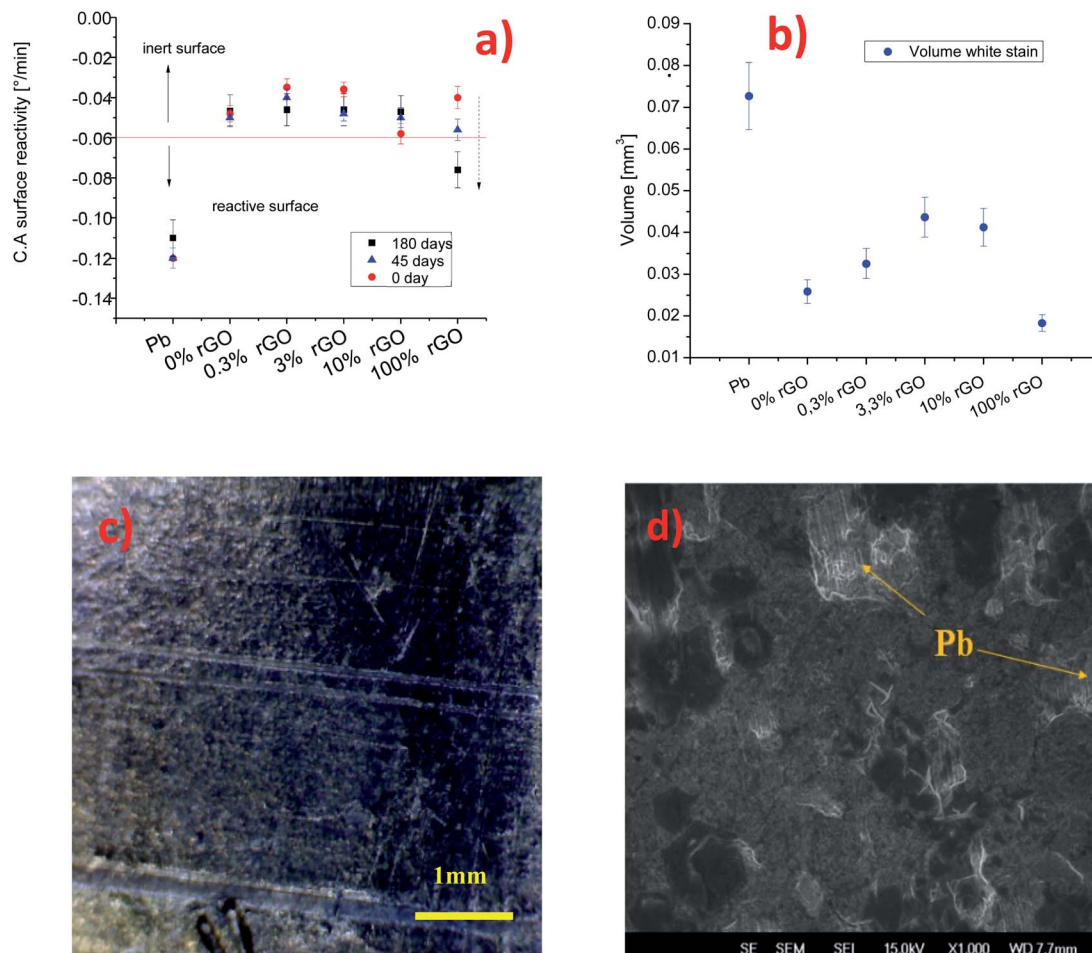 a)
C.A surface reactivity [°/min]
0.00
-0.02
-0.04
-0.06
-0.08
-0.10
-0.12
-0.14
inert surface
reactive surface
180 days
45 days
0 day
Pb
0% rGO
0.3% rGO
3% rGO
10% rGO
100% rGO
b)
Volume [mm³]
0.09
0.08
0.07
0.06
0.05
0.04
0.03
0.02
0.01
Volume white stain
Pb
0% rGO
0,3% rGO
3,3% rGO
10% rGO
100% rGO
c)
1mm
d)
Pb
SE SEM SEI 15.0kV X1,000 WD 7.7mm